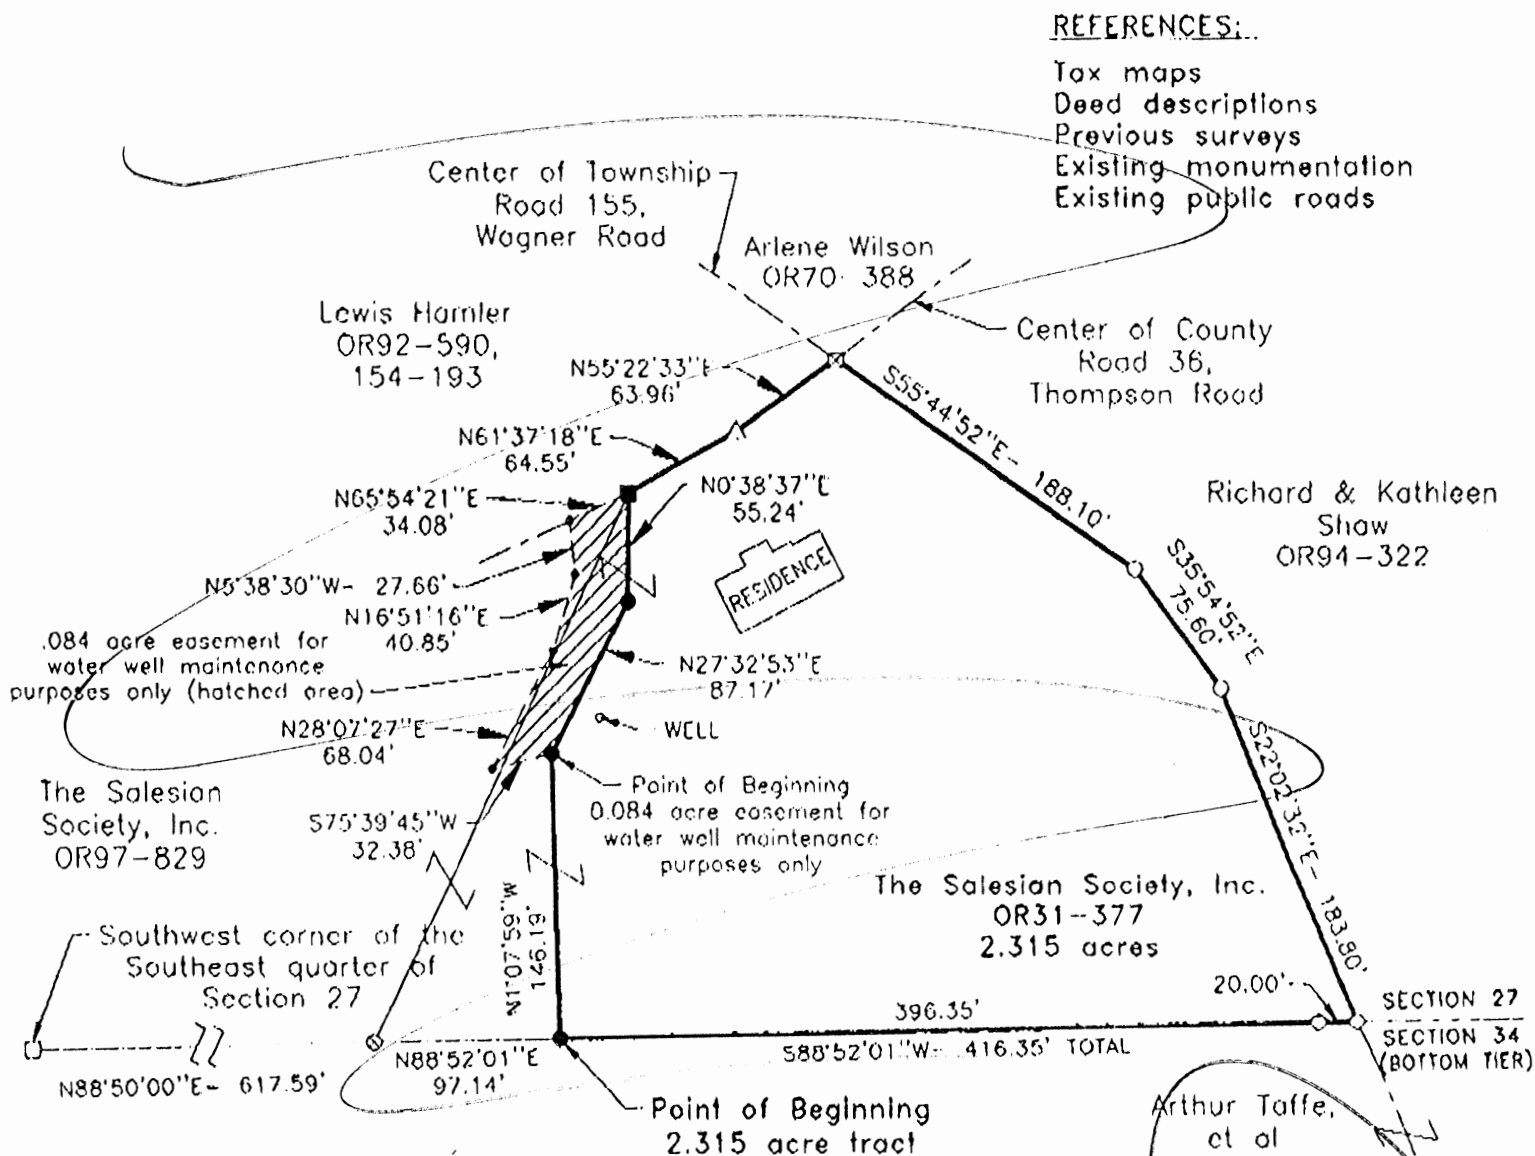 REFERENCES:
Tax maps
Deed descriptions
Previous surveys
Existing monumentation
Existing public roads
Center of Township
Road 155,
Wagner Road
Arlene Wilson
OR70-388
Lewis Hamler
OR92-590,
154-193
Center of County
Road 36,
Thompson Road
N55°22'33"E
63.96'
S55°44'52"E- 188.10'
N61°37'18"E
64.55'
N65°54'21"E
34.08'
N0°38'37"E
55.24'
Richard & Kathleen
Shaw
OR94-322
S35°54'52"E
75.60'
RESIDENCE
N5°38'30"W- 27.66'
N16°51'16"E
40.85'
.084 acre easement for
water well maintenance
purposes only (hatched area)
N27°32'53"E
87.17'
N28°07'27"E
68.04'
WELL
S22°02'32"E- 183.80'
The Salesian
Society, Inc.
OR97-829
Point of Beginning
0.084 acre easement for
water well maintenance
purposes only
S75°39'45"W
32.38'
The Salesian Society, Inc.
OR31-377
2.315 acres
N1°07'59"W
146.19'
Southwest corner of the
Southeast quarter of
Section 27
20.00'
396.35'
SECTION 27
SECTION 34
(BOTTOM TIER)
N88°50'00"E- 617.59'
N88°52'01"E
97.14'
S88°52'01"W- 416.35' TOTAL
Point of Beginning
2.315 acre tract
Arthur Taffe,
et al